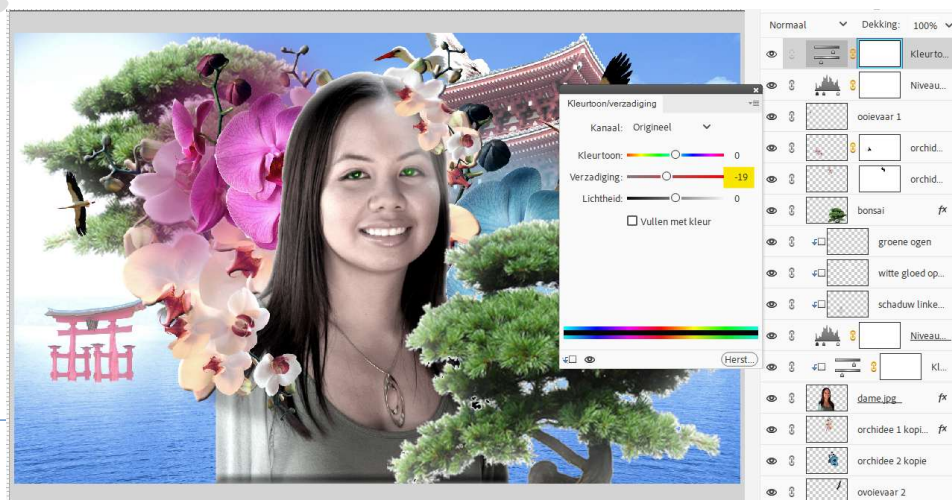 Normaal Dekking: 100%
Kleurto...
Niveau...
ooievaar 1
orchid...
orchid...
bonsai fx
groene ogen
witte gloed op...
schaduw linke...
Niveau...
Kl...
dame.jpg fx
orchidee 1 kopi... fx
orchidee 2 kopie
ovoievaar 2
Kleurtoon/verzadiging
Kanaal: Origineel
Kleurtoon: 0
Verzadiging: -19
Lichtheid: 0
Vullen met kleur
Herst...